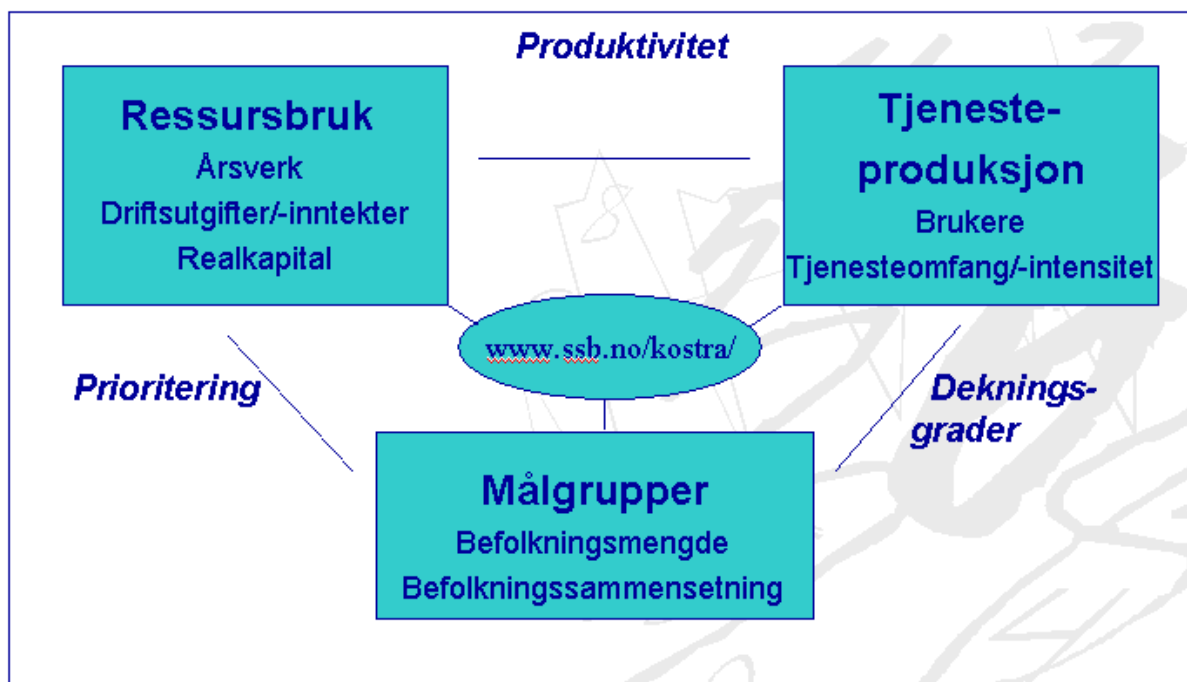 Produktivitet
Ressursbruk
Årsverk
Driftsutgifter/-inntekter
Realkapital
Tjeneste-
produksjon
Brukere
Tjenesteomfang/-intensitet
www.ssb.no/kostra/
Prioritering
Deknings-
grader
Målgrupper
Befolkningsmengde
Befolkningssammensetning